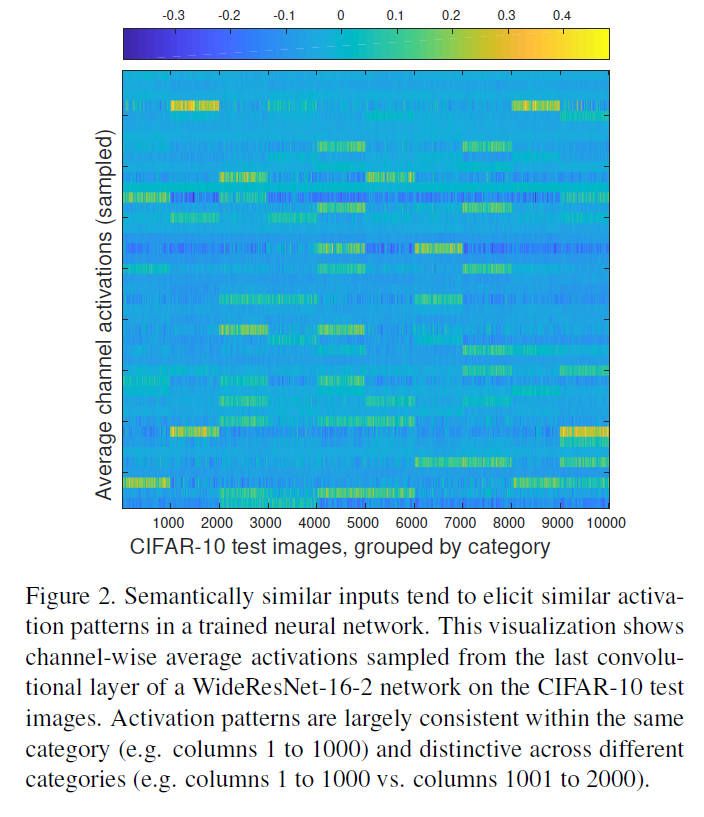 -0.3 -0.2 -0.1 0 0.1 0.2 0.3 0.4
Average channel activations (sampled)
1000 2000 3000 4000 5000 6000 7000 8000 9000 10000
CIFAR-10 test images, grouped by category
Figure 2. Semantically similar inputs tend to elicit similar activa-
tion patterns in a trained neural network. This visualization shows
channel-wise average activations sampled from the last convolu-
tional layer of a WideResNet-16-2 network on the CIFAR-10 test
images. Activation patterns are largely consistent within the same
category (e.g. columns 1 to 1000) and distinctive across different
categories (e.g. columns 1 to 1000 vs. columns 1001 to 2000).